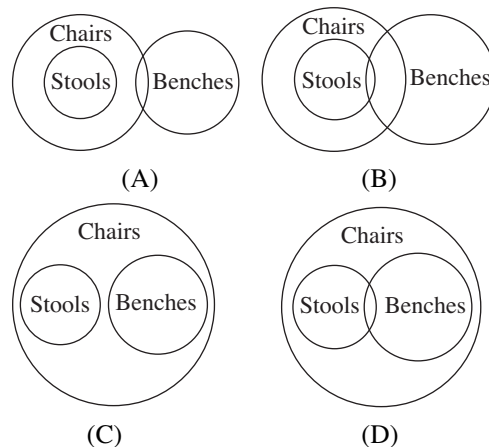 Chairs
Stools
Benches
(A)
Chairs
Stools
Benches
(B)
Chairs
Stools
Benches
(C)
Chairs
Stools
Benches
(D)